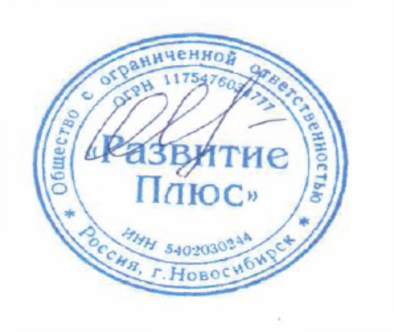 Общество с ограниченной ответственностью
«Развитие
Плюс»
ИНН 5402030244
* Россия, г.Новосибирск *
ОГРН